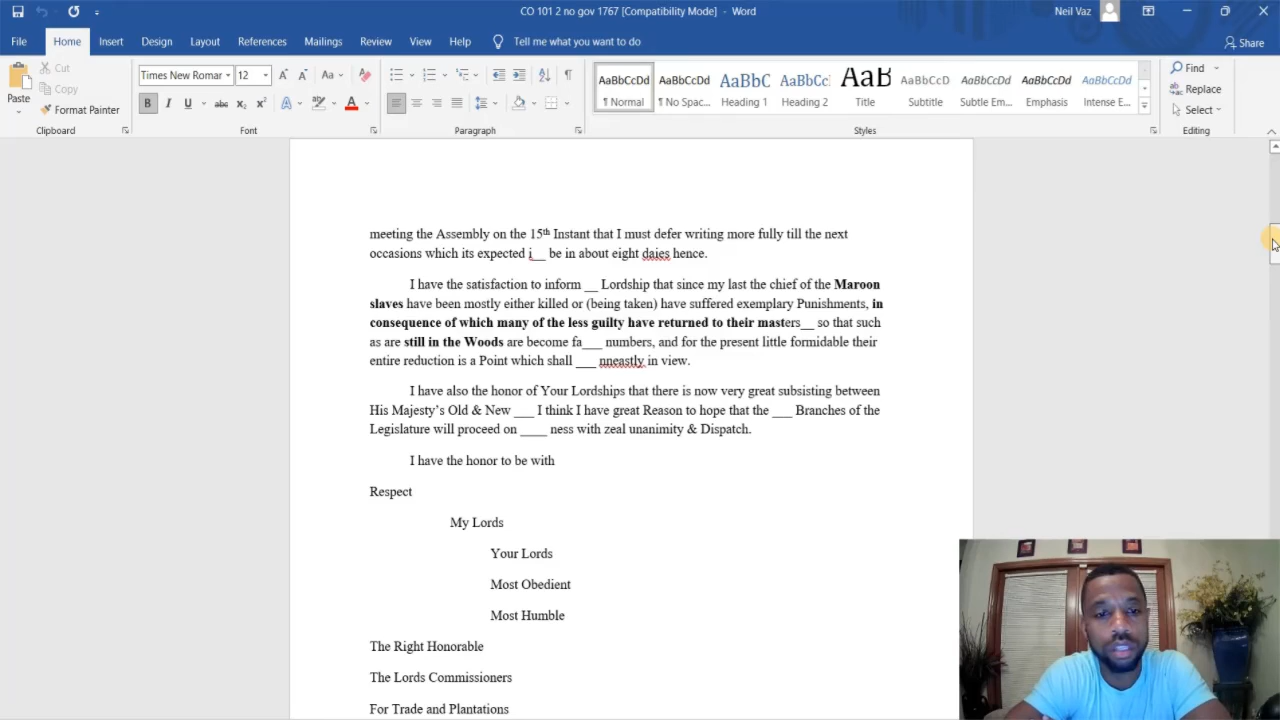 CO 101 2 no gov 1767 [Compatibility Mode] - Word
Neil Vaz
File Home Insert Design Layout References Mailings Review View Help Tell me what you want to do
Share
Paste
Cut
Copy
Format Painter
Clipboard
Times New Romar 12
Aa
B I U abc x₂ x² A ab A
Font
Paragraph
AaBbCcDd AaBbCcDd AaBbC AaBbCc AaB AaBbCcD AaBbCcDd AaBbCcDd AaBbCcDd
¶ Normal ¶ No Spac... Heading 1 Heading 2 Title Subtitle Subtle Em... Emphasis Intense E...
Styles
Find
Replace
Select
Editing
meeting the Assembly on the 15th Instant that I must defer writing more fully till the next
occasions which its expected i__ be in about eight daies hence.
I have the satisfaction to inform __ Lordship that since my last the chief of the Maroon
slaves have been mostly either killed or (being taken) have suffered exemplary Punishments, in
consequence of which many of the less guilty have returned to their masters__ so that such
as are still in the Woods are become fa___ numbers, and for the present little formidable their
entire reduction is a Point which shall ___ nneastly in view.
I have also the honor of Your Lordships that there is now very great subsisting between
His Majesty's Old & New ___ I think I have great Reason to hope that the ___ Branches of the
Legislature will proceed on ____ ness with zeal unanimity & Dispatch.
I have the honor to be with
Respect
My Lords
Your Lords
Most Obedient
Most Humble
The Right Honorable
The Lords Commissioners
For Trade and Plantations